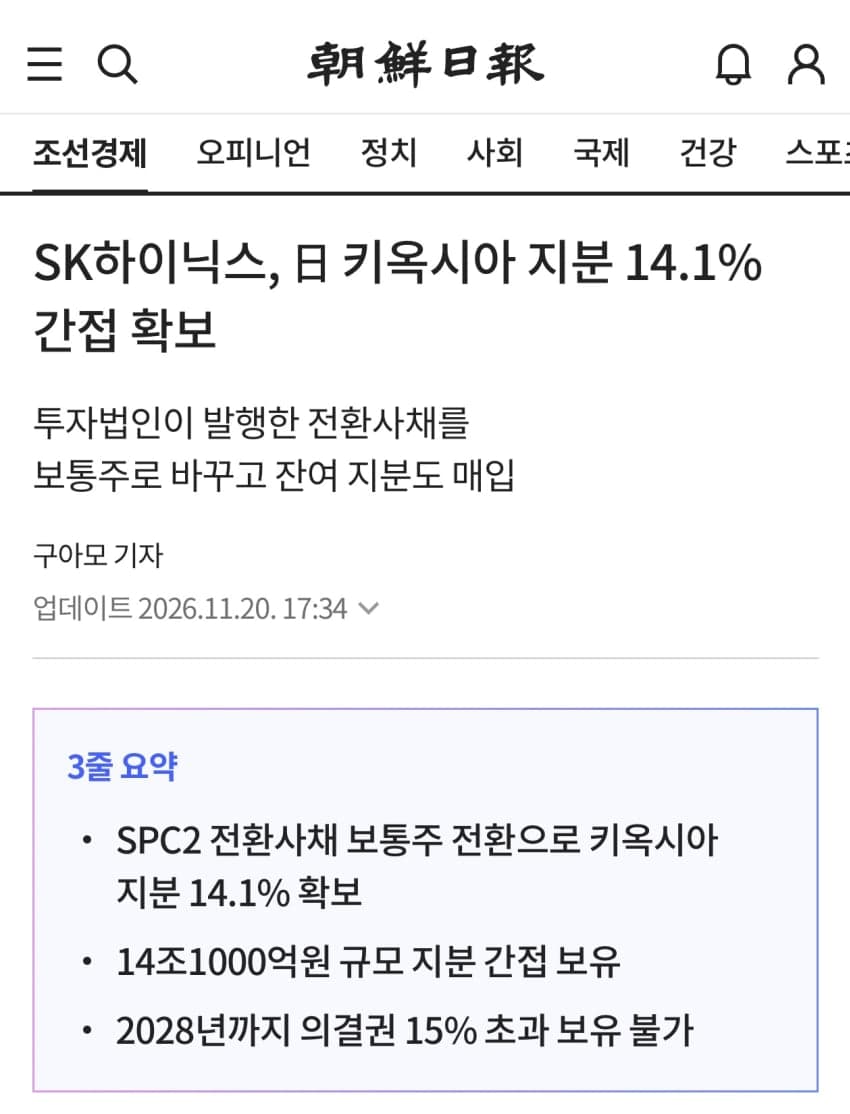 朝鮮日報
조선경제 오피니언 정치 사회 국제 건강 스포츠
SK하이닉스, 日 키옥시아 지분 14.1%
간접 확보
투자법인이 발행한 전환사채를
보통주로 바꾸고 잔여 지분도 매입
구아모 기자
업데이트 2026.11.20. 17:34
3줄 요약
• SPC2 전환사채 보통주 전환으로 키옥시아
지분 14.1% 확보
• 14조1000억원 규모 지분 간접 보유
• 2028년까지 의결권 15% 초과 보유 불가